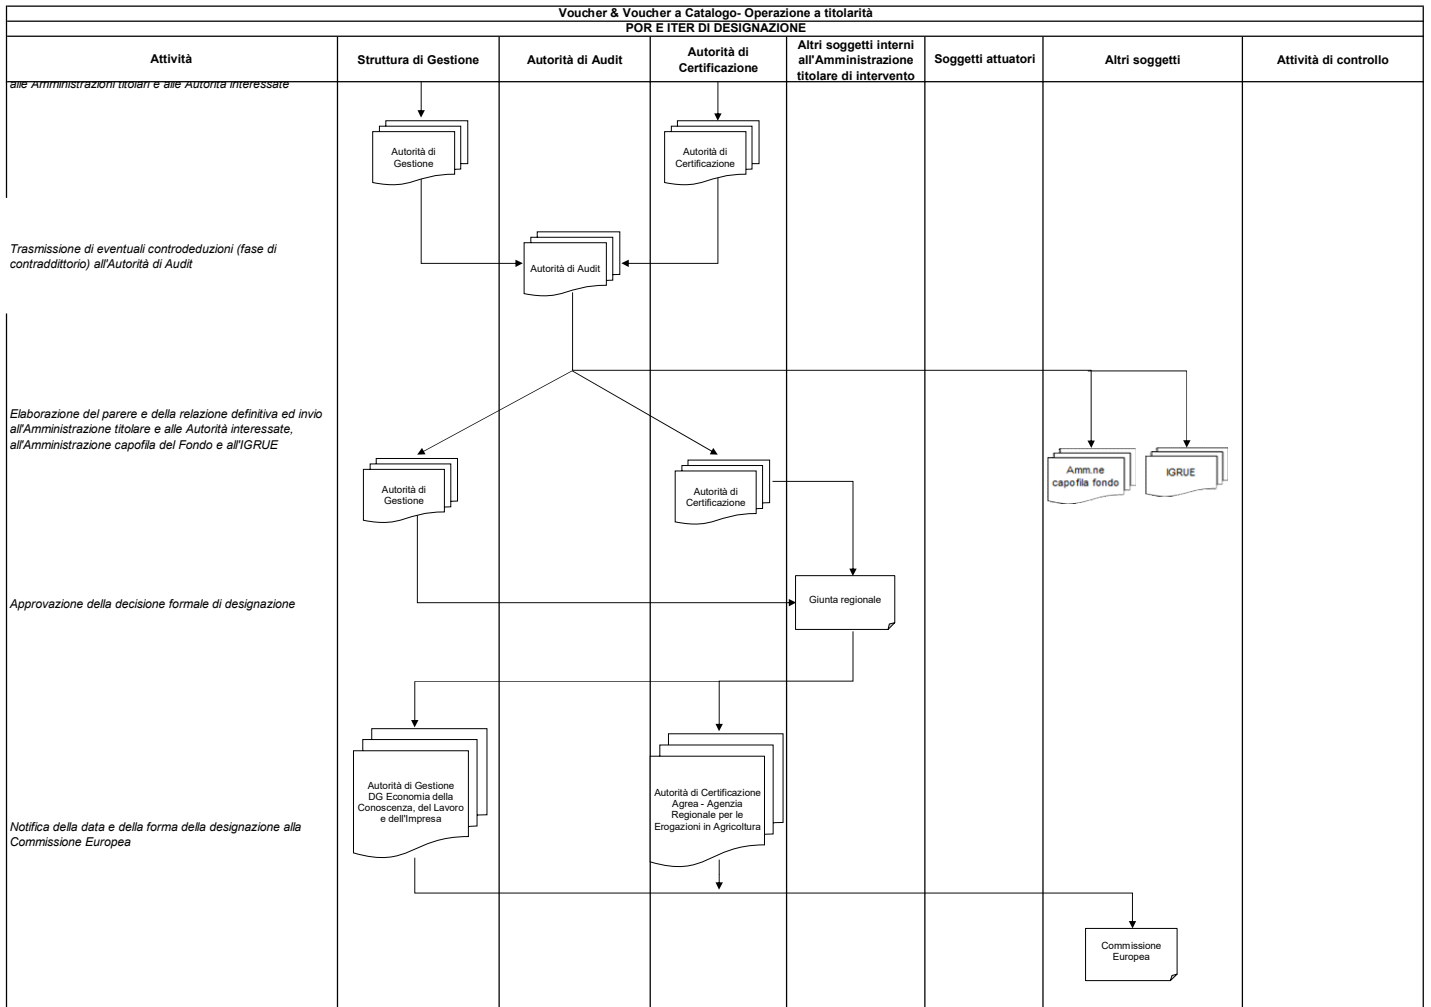 Voucher & Voucher a Catalogo- Operazione a titolarità
POR E ITER DI DESIGNAZIONE
Attività
Struttura di Gestione
Autorità di Audit
Autorità di
Certificazione
Altri soggetti interni
all'Amministrazione
titolare di intervento
Soggetti attuatori
Altri soggetti
Attività di controllo
alle Amministrazioni titolari e alle Autorità interessate
Autorità di
Gestione
Autorità di
Certificazione
Trasmissione di eventuali controdeduzioni (fase di
contraddittorio) all'Autorità di Audit
Autorità di Audit
Elaborazione del parere e della relazione definitiva ed invio
all'Amministrazione titolare e alle Autorità interessate,
all'Amministrazione capofila del Fondo e all'IGRUE
Autorità di
Gestione
Autorità di
Certificazione
Amm.ne
capofila fondo
IGRUE
Approvazione della decisione formale di designazione
Giunta regionale
Notifica della data e della forma della designazione alla
Commissione Europea
Autorità di Gestione
DG Economia della
Conoscenza, del Lavoro
e dell'Impresa
Autorità di Certificazione
Agrea - Agenzia
Regionale per le
Erogazioni in Agricoltura
Commissione
Europea